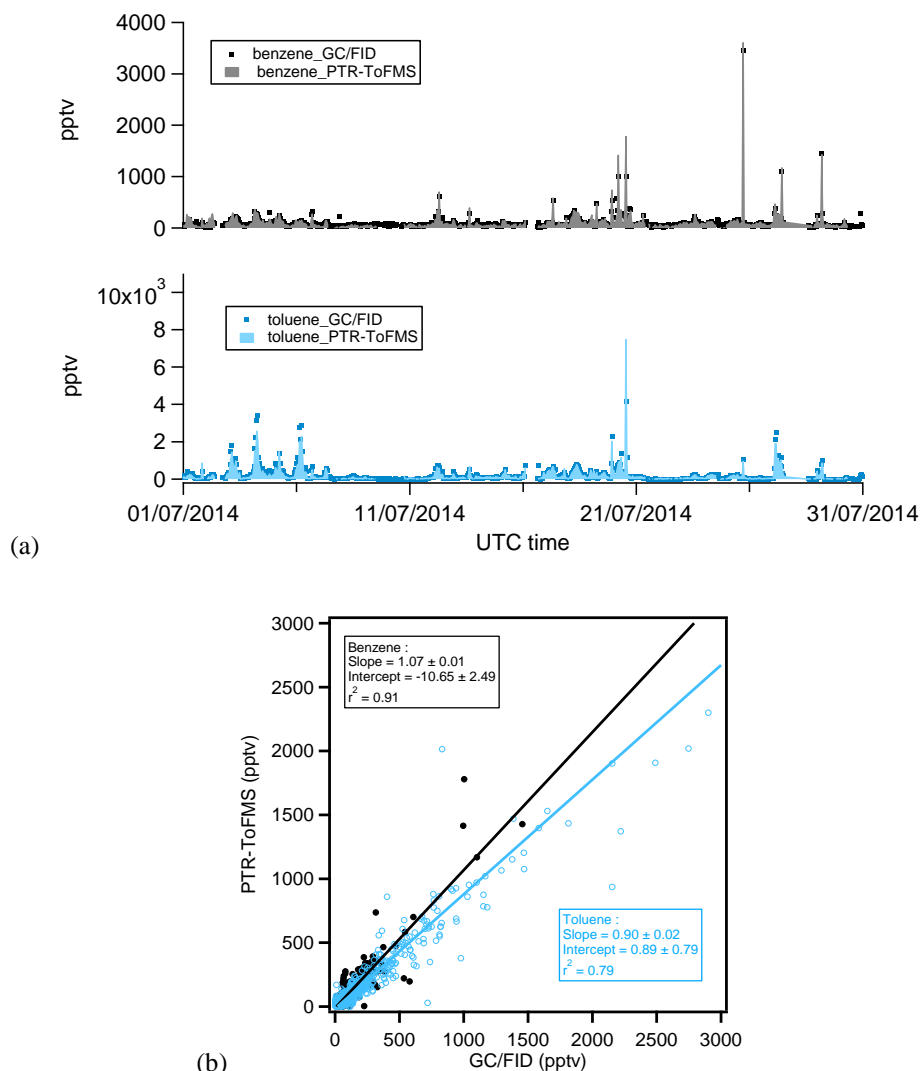 4000
3000
2000
1000
0
pptv
benzene_GC/FID
benzene_PTR-ToFMS
10x10³
8
6
4
2
0
pptv
toluene_GC/FID
toluene_PTR-ToFMS
01/07/2014 11/07/2014 21/07/2014 31/07/2014
UTC time
(a)
3000
2500
2000
1500
1000
500
0
PTR-ToFMS (pptv)
Benzene :
Slope = 1.07 ± 0.01
Intercept = -10.65 ± 2.49
r² = 0.91
Toluene :
Slope = 0.90 ± 0.02
Intercept = 0.89 ± 0.79
r² = 0.79
0 500 1000 1500 2000 2500 3000
GC/FID (pptv)
(b)